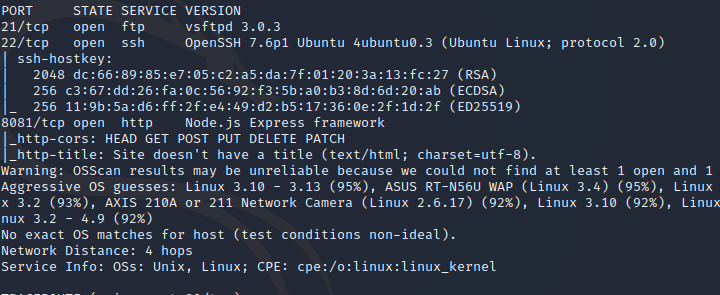 PORT     STATE SERVICE VERSION
21/tcp   open  ftp     vsftpd 3.0.3
22/tcp   open  ssh     OpenSSH 7.6p1 Ubuntu 4ubuntu0.3 (Ubuntu Linux; protocol 2.0)
| ssh-hostkey:
|   2048 dc:66:89:85:e7:05:c2:a5:da:7f:01:20:3a:13:fc:27 (RSA)
|   256 c3:67:dd:26:fa:0c:56:92:f3:5b:a0:b3:8d:6d:20:ab (ECDSA)
|_  256 11:9b:5a:d6:ff:2f:e4:49:d2:b5:17:36:0e:2f:1d:2f (ED25519)
8081/tcp open  http    Node.js Express framework
|_http-cors: HEAD GET POST PUT DELETE PATCH
|_http-title: Site doesn't have a title (text/html; charset=utf-8).
Warning: OSScan results may be unreliable because we could not find at least 1 open and 1
Aggressive OS guesses: Linux 3.10 - 3.13 (95%), ASUS RT-N56U WAP (Linux 3.4) (95%), Linu
x 3.2 (93%), AXIS 210A or 211 Network Camera (Linux 2.6.17) (92%), Linux 3.10 (92%), Lin
nux 3.2 - 4.9 (92%)
No exact OS matches for host (test conditions non-ideal).
Network Distance: 4 hops
Service Info: OSs: Unix, Linux; CPE: cpe:/o:linux:linux_kernel